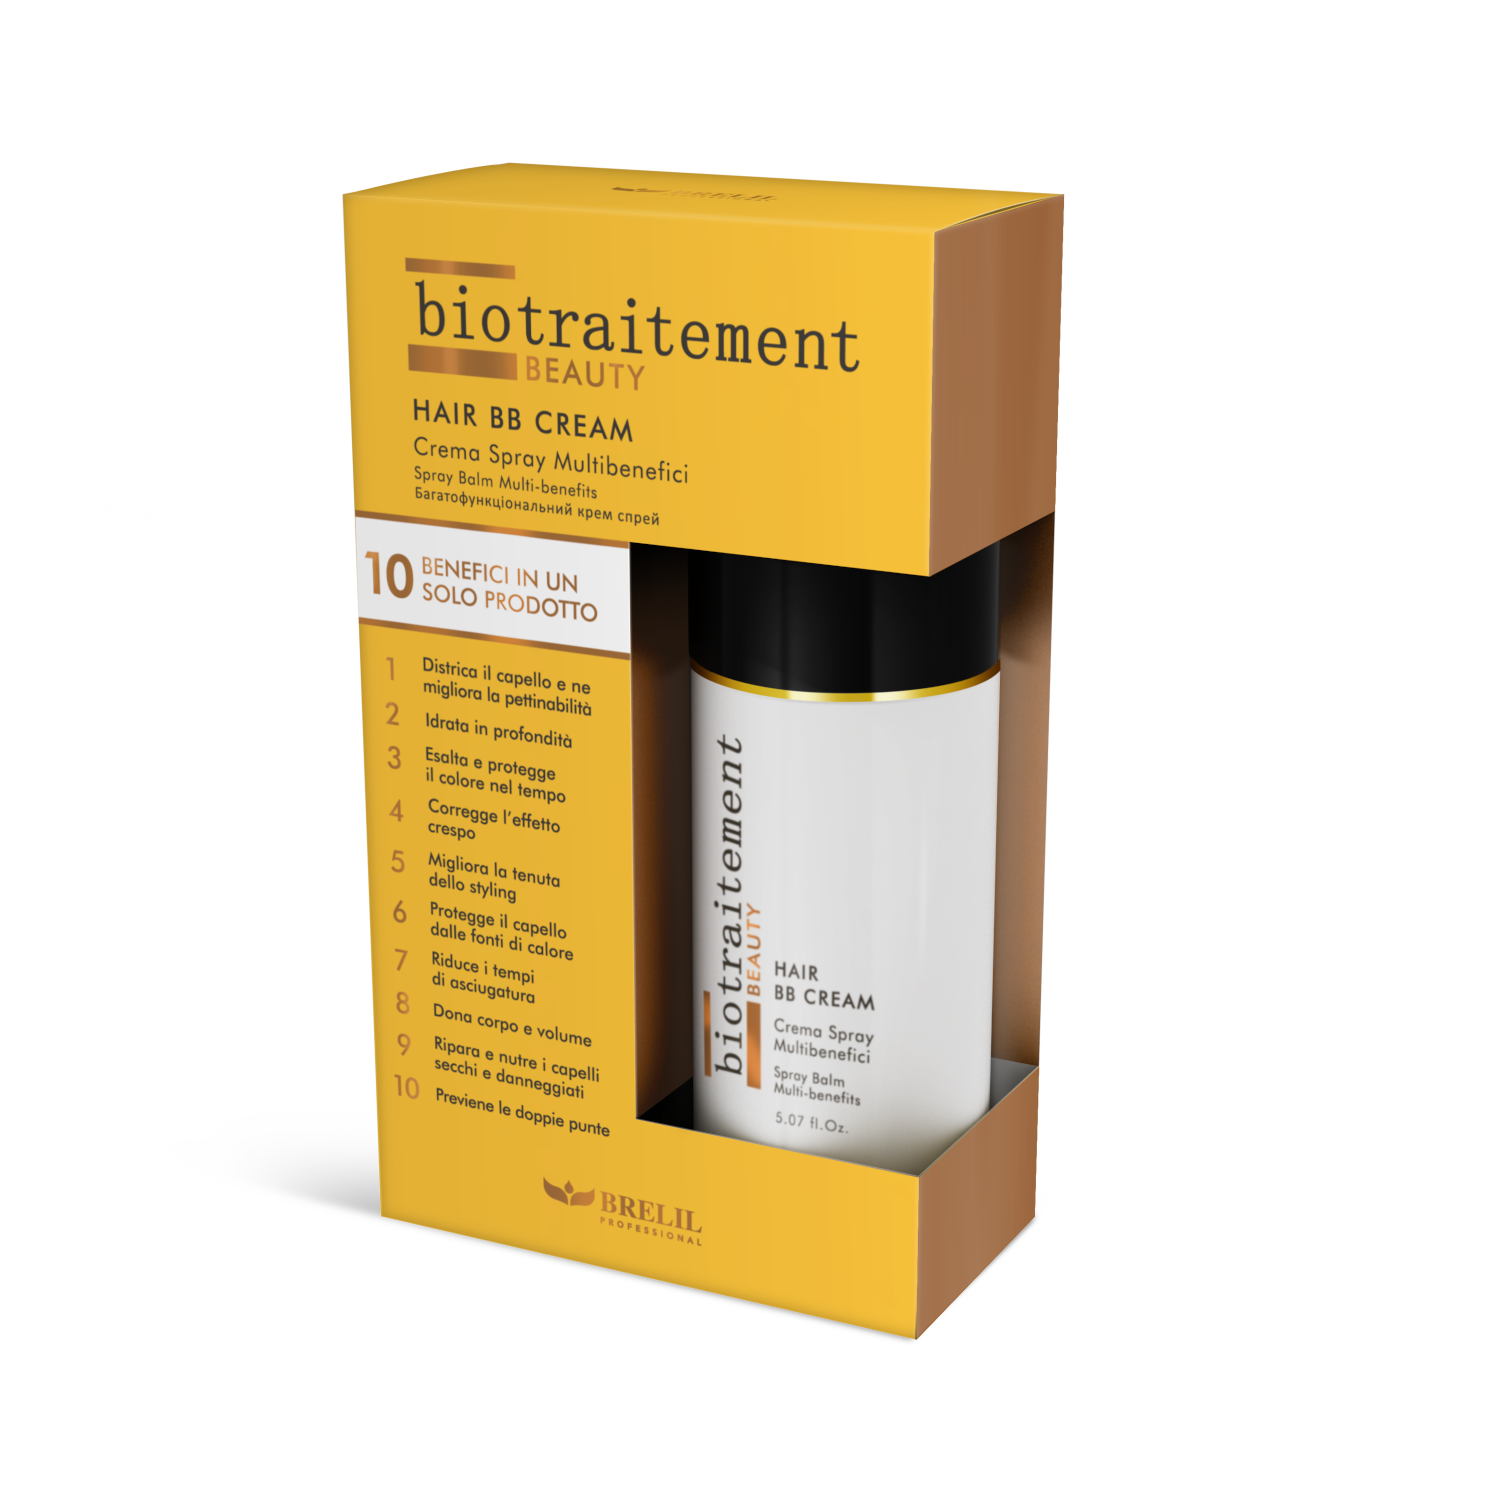 BRELIL
biotraitement
BEAUTY
HAIR BB CREAM
Crema Spray Multibenefici
Spray Balm Multi-benefits
Багатофункціональний крем спрей
10 BENEFICI IN UN
SOLO PRODOTTO
1 Districa il capello e ne
migliora la pettinabilità
2 Idrata in profondità
3 Esalta e protegge
il colore nel tempo
4 Corregge l'effetto
crespo
5 Migliora la tenuta
dello styling
6 Protegge il capello
dalle fonti di calore
7 Riduce i tempi
di asciugatura
8 Dona corpo e volume
9 Ripara e nutre i capelli
secchi e danneggiati
10 Previene le doppie punte
BRELIL
PROFESSIONAL
biotraitement
BEAUTY
HAIR
BB CREAM
Crema Spray
Multibenefici
Spray Balm
Multi-benefits
5.07 fl.Oz.